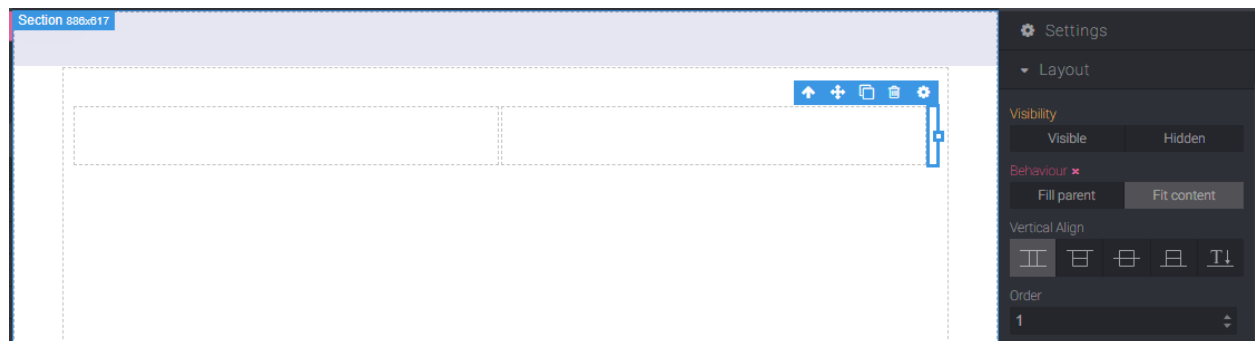 Section 886x617
Settings
Layout
Visibility
Visible Hidden
Behaviour ×
Fill parent Fit content
Vertical Align
T↓
Order
1